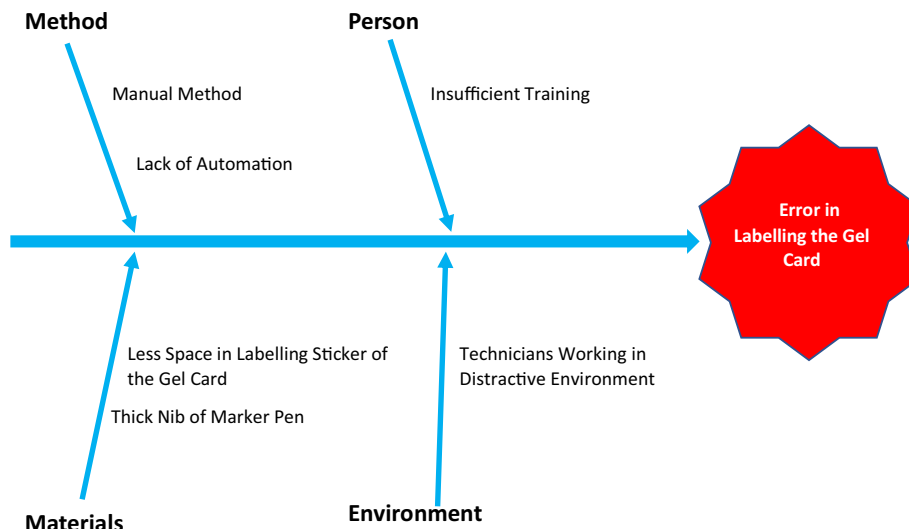 Method
Person
Manual Method
Insufficient Training
Lack of Automation
Error in
Labelling the Gel
Card
Less Space in Labelling Sticker of
the Gel Card
Technicians Working in
Distractive Environment
Thick Nib of Marker Pen
Materials
Environment